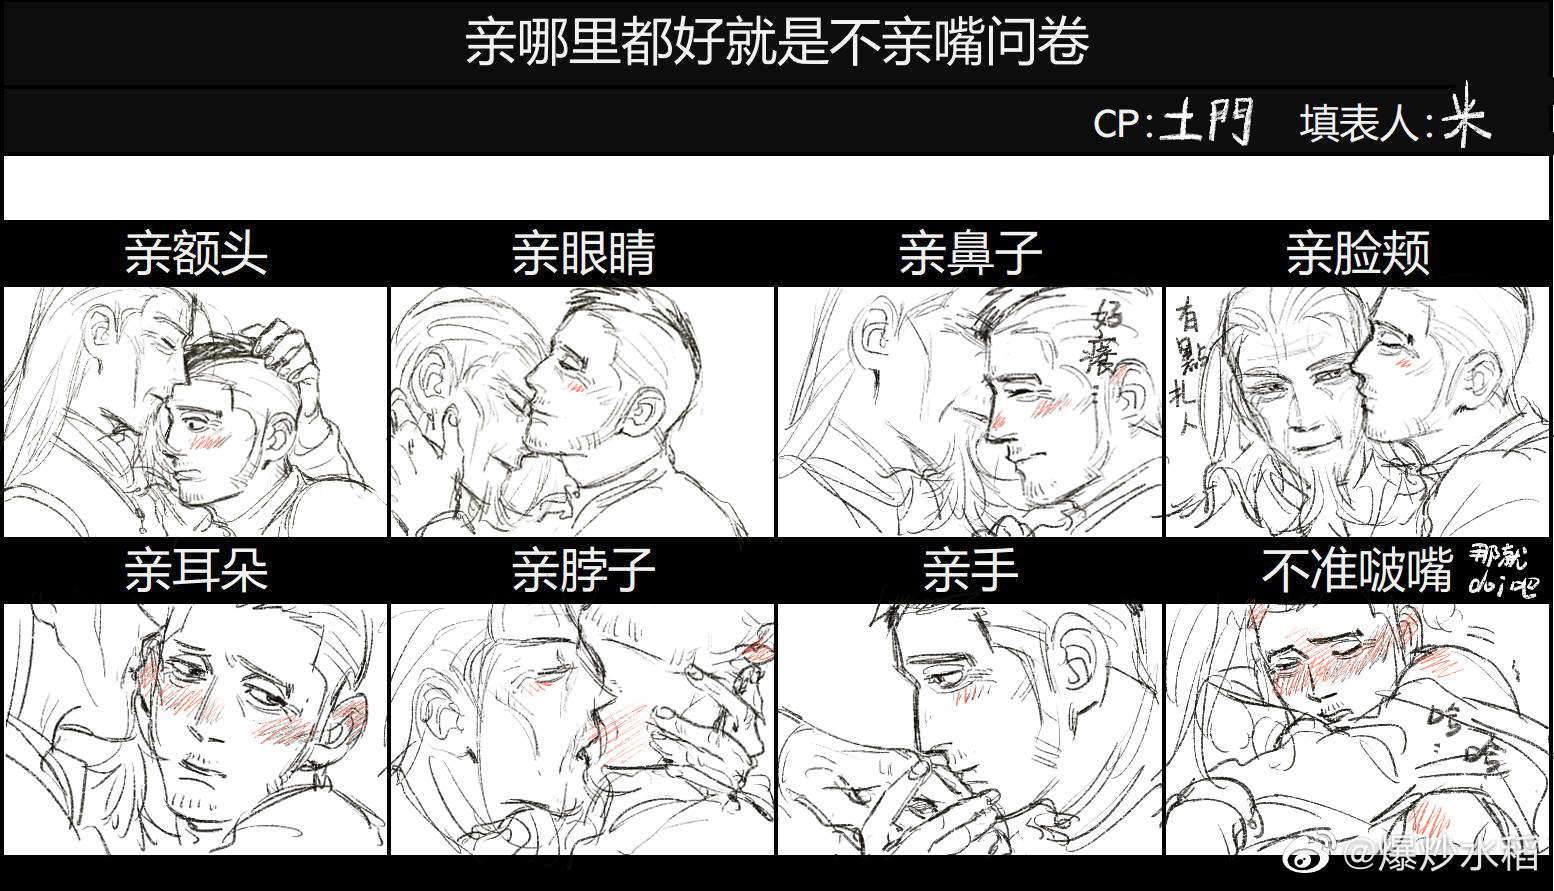 亲哪里都好就是不亲嘴问卷
CP:土門 填表人:米
亲额头 亲眼睛 亲鼻子 亲脸颊
好癢…
有點扎人
亲耳朵 亲脖子 亲手 不准啵嘴
那就
doi吧
哈
哈
@爆炒水稻